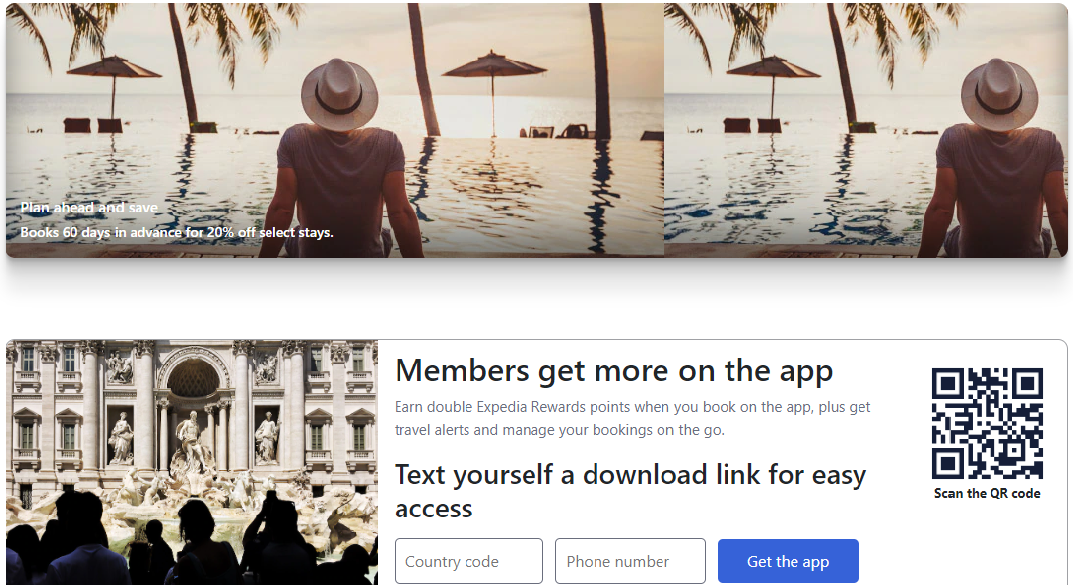 Plan ahead and save
Books 60 days in advance for 20% off select stays.
Members get more on the app
Earn double Expedia Rewards points when you book on the app, plus get
travel alerts and manage your bookings on the go.
Text yourself a download link for easy
access
Scan the QR code
Country code
Phone number
Get the app